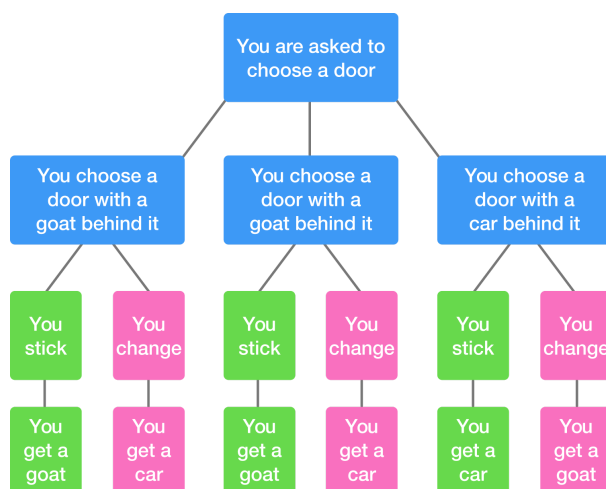 You are asked to
choose a door
You choose a
door with a
goat behind it
You choose a
door with a
goat behind it
You choose a
door with a
car behind it
You
stick
You
change
You
stick
You
change
You
stick
You
change
You
get a
goat
You
get a
car
You
get a
goat
You
get a
car
You
get a
car
You
get a
goat